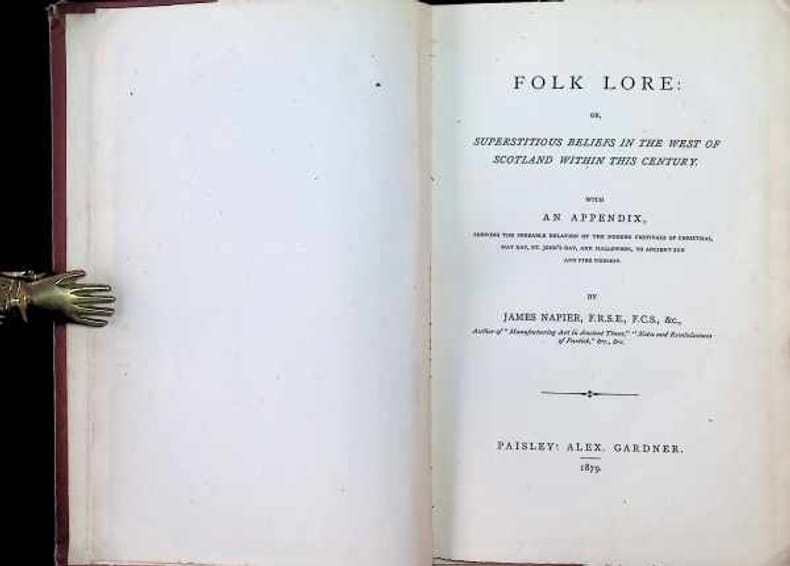 FOLK LORE:
OR,
SUPERSTITIOUS BELIEFS IN THE WEST OF
SCOTLAND WITHIN THIS CENTURY.
WITH
AN APPENDIX,
SHEWING THE PROBABLE RELATION OF THE MODERN FESTIVALS OF CHRISTMAS,
MAY DAY, ST. JOHN'S DAY, AND HALLOWEEN, TO ANCIENT SUN
AND FIRE WORSHIP.
BY
JAMES NAPIER, F.R.S.E., F.C.S., &c.,
Author of "Manufacturing Art in Ancient Times," "Notes and Reminiscences
of Partick," &c., &c.
PAISLEY: ALEX. GARDNER.
1879.